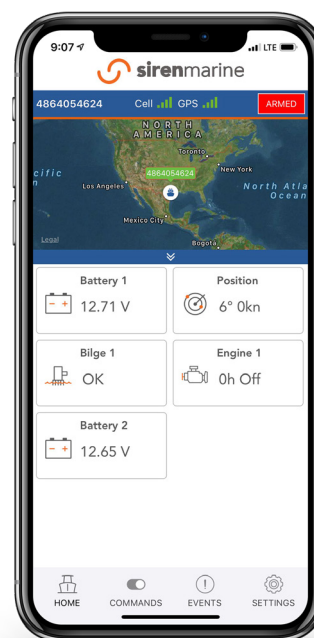 9:07 LTE
sirenmarine
4864054624 Cell GPS ARMED
NORTH
AMERICA
Toronto
cific
n
4864054624
New York
Los Angeles
North Atla
Ocean
Mexico City
Legal
Bogotá
Battery 1
12.71 V
Position
6° 0kn
Bilge 1
OK
Engine 1
0h Off
Battery 2
12.65 V
HOME COMMANDS EVENTS SETTINGS